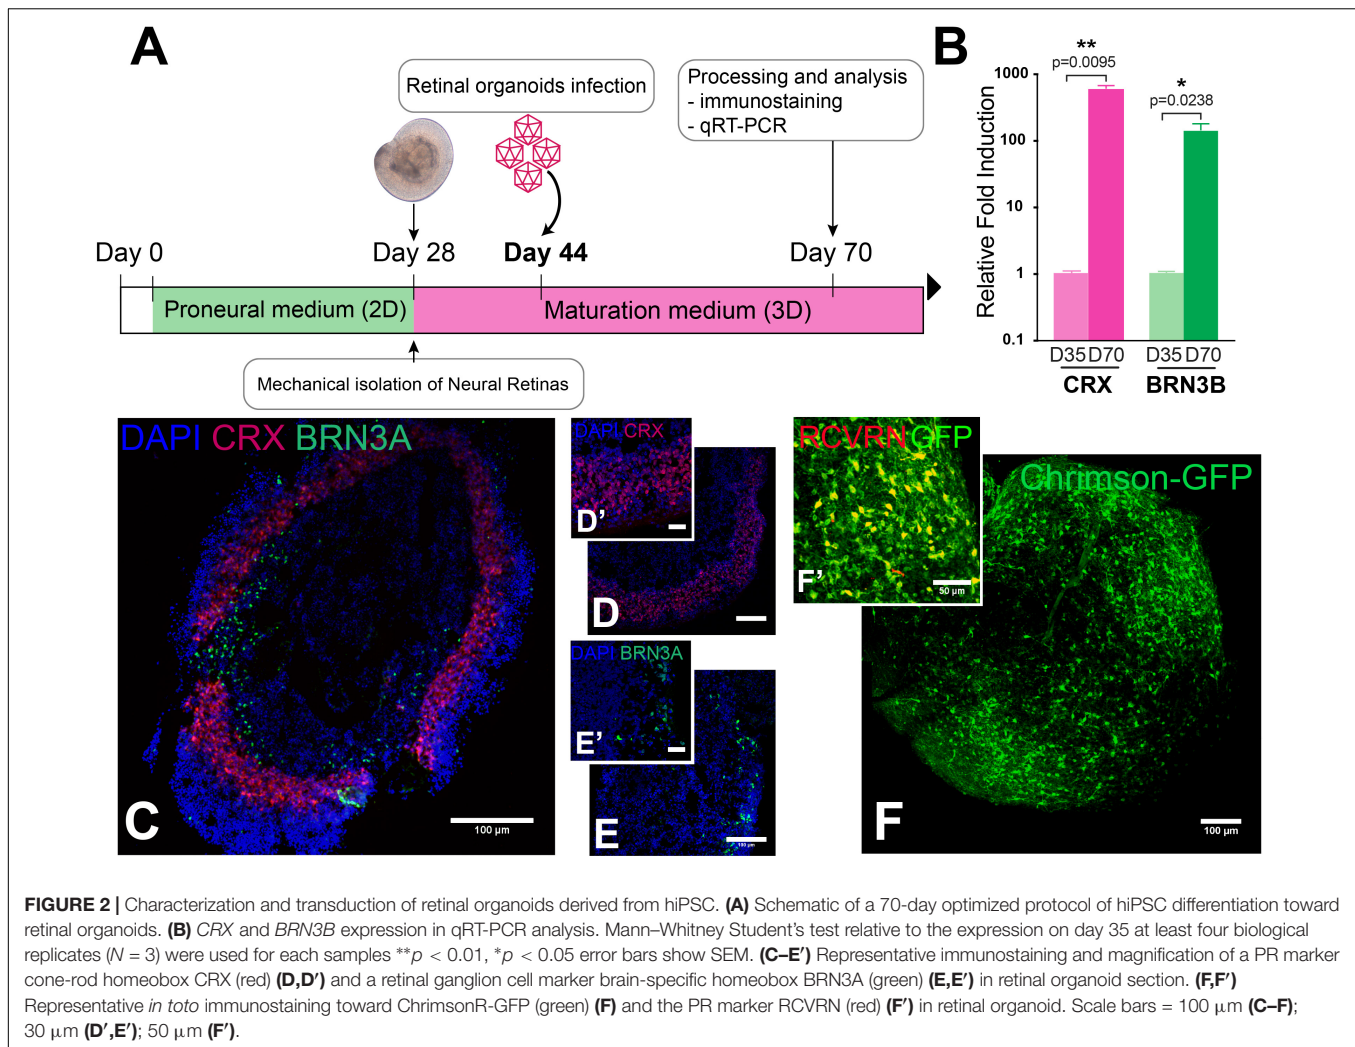 A
Retinal organoids infection
Processing and analysis
- immunostaining
- qRT-PCR
Day 0
Day 28
Day 44
Day 70
Proneural medium (2D)
Maturation medium (3D)
Mechanical isolation of Neural Retinas
B
**
p=0.0095
*
p=0.0238
Relative Fold Induction
1000
100
10
1
0.1
D35 D70
D35 D70
CRX
BRN3B
DAPI CRX BRN3A
C
100 µm
DAPI CRX
D'
D
DAPI BRN3A
E'
E
100 µm
RCVRN GFP
F'
50 µm
Chrimson-GFP
F
100 µm
FIGURE 2 | Characterization and transduction of retinal organoids derived from hiPSC. (A) Schematic of a 70-day optimized protocol of hiPSC differentiation toward
retinal organoids. (B) CRX and BRN3B expression in qRT-PCR analysis. Mann–Whitney Student's test relative to the expression on day 35 at least four biological
replicates (N = 3) were used for each samples **p < 0.01, *p < 0.05 error bars show SEM. (C–E′) Representative immunostaining and magnification of a PR marker
cone-rod homeobox CRX (red) (D,D′) and a retinal ganglion cell marker brain-specific homeobox BRN3A (green) (E,E′) in retinal organoid section. (F,F′)
Representative in toto immunostaining toward ChrimsonR-GFP (green) (F) and the PR marker RCVRN (red) (F′) in retinal organoid. Scale bars = 100 µm (C–F);
30 µm (D′,E′); 50 µm (F′).